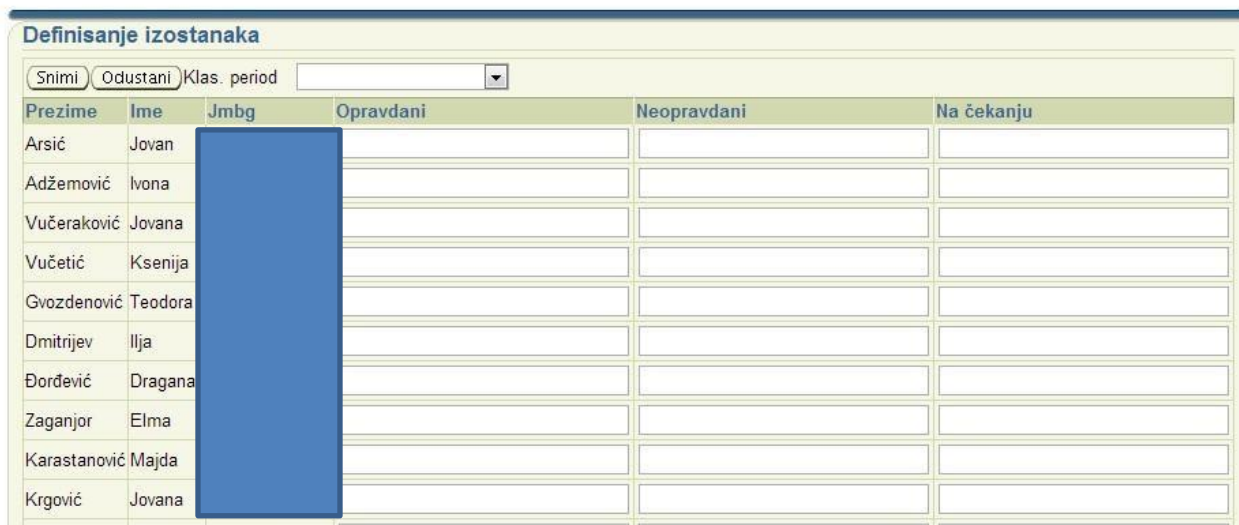 Definisanje izostanaka
Snimi Odustani Klas. period
Prezime Ime Jmbg Opravdani Neopravdani Na čekanju
Arsić Jovan
Adžemović Ivona
Vučeraković Jovana
Vučetić Ksenija
Gvozdenović Teodora
Dmitrijev Ilja
Đorđević Dragana
Zaganjor Elma
Karastanović Majda
Krgović Jovana